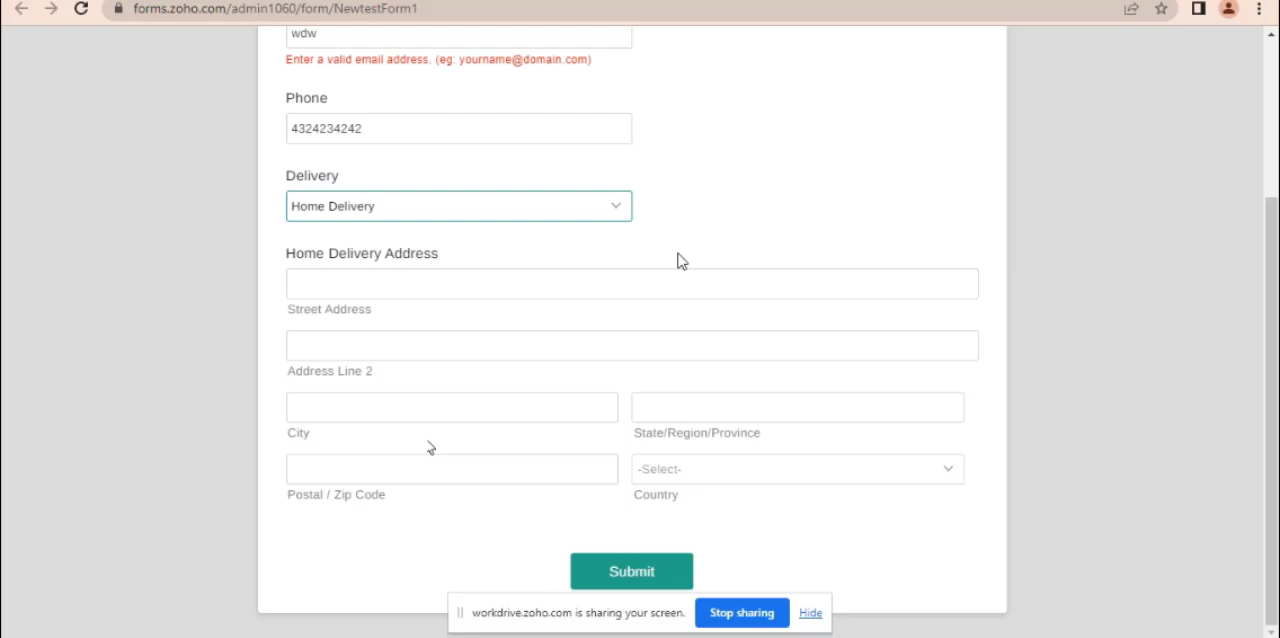 forms.zoho.com/admin1060/form/NewtestForm1
wdw
Enter a valid email address. (eg: yourname@domain.com)
Phone
4324234242
Delivery
Home Delivery
Home Delivery Address
Street Address
Address Line 2
City
State/Region/Province
-Select-
Postal / Zip Code
Country
Submit
workdrive.zoho.com is sharing your screen.
Stop sharing
Hide